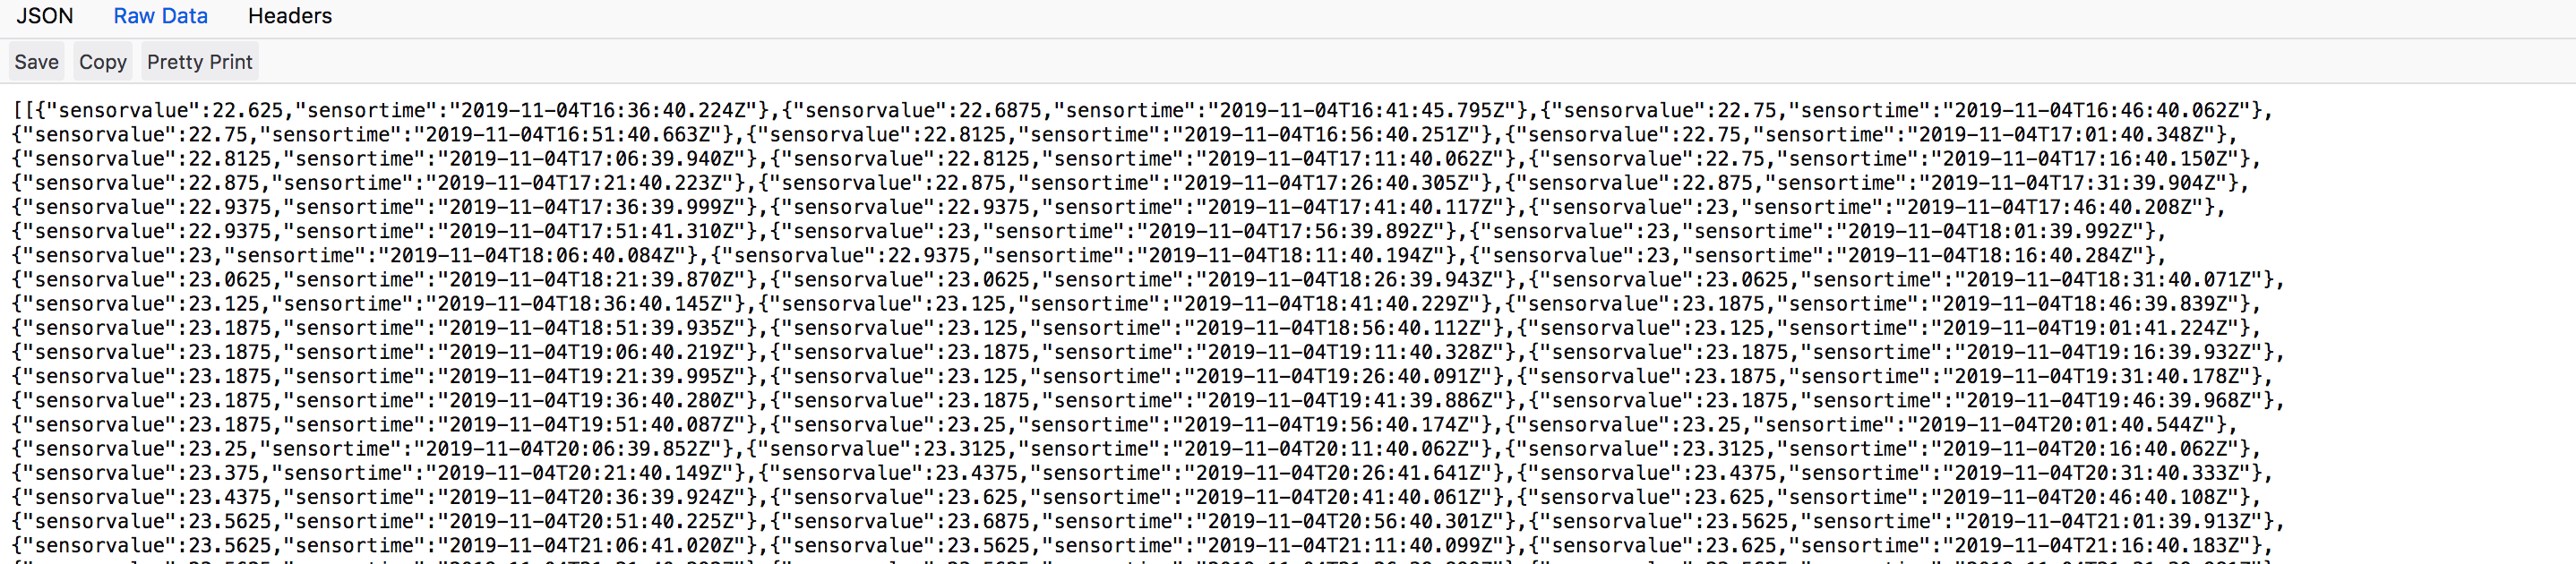 JSON Raw Data Headers
Save Copy Pretty Print
[[{"sensorvalue":22.625,"sensortime":"2019-11-04T16:36:40.224Z"},{"sensorvalue":22.6875,"sensortime":"2019-11-04T16:41:45.795Z"},{"sensorvalue":22.75,"sensortime":"2019-11-04T16:46:40.062Z"},
{"sensorvalue":22.75,"sensortime":"2019-11-04T16:51:40.663Z"},{"sensorvalue":22.8125,"sensortime":"2019-11-04T16:56:40.251Z"},{"sensorvalue":22.75,"sensortime":"2019-11-04T17:01:40.348Z"},
{"sensorvalue":22.8125,"sensortime":"2019-11-04T17:06:39.940Z"},{"sensorvalue":22.8125,"sensortime":"2019-11-04T17:11:40.062Z"},{"sensorvalue":22.75,"sensortime":"2019-11-04T17:16:40.150Z"},
{"sensorvalue":22.875,"sensortime":"2019-11-04T17:21:40.223Z"},{"sensorvalue":22.875,"sensortime":"2019-11-04T17:26:40.305Z"},{"sensorvalue":22.875,"sensortime":"2019-11-04T17:31:39.904Z"},
{"sensorvalue":22.9375,"sensortime":"2019-11-04T17:36:39.999Z"},{"sensorvalue":22.9375,"sensortime":"2019-11-04T17:41:40.117Z"},{"sensorvalue":23,"sensortime":"2019-11-04T17:46:40.208Z"},
{"sensorvalue":22.9375,"sensortime":"2019-11-04T17:51:41.310Z"},{"sensorvalue":23,"sensortime":"2019-11-04T17:56:39.892Z"},{"sensorvalue":23,"sensortime":"2019-11-04T18:01:39.992Z"},
{"sensorvalue":23,"sensortime":"2019-11-04T18:06:40.084Z"},{"sensorvalue":22.9375,"sensortime":"2019-11-04T18:11:40.194Z"},{"sensorvalue":23,"sensortime":"2019-11-04T18:16:40.284Z"},
{"sensorvalue":23.0625,"sensortime":"2019-11-04T18:21:39.870Z"},{"sensorvalue":23.0625,"sensortime":"2019-11-04T18:26:39.943Z"},{"sensorvalue":23.0625,"sensortime":"2019-11-04T18:31:40.071Z"},
{"sensorvalue":23.125,"sensortime":"2019-11-04T18:36:40.145Z"},{"sensorvalue":23.125,"sensortime":"2019-11-04T18:41:40.229Z"},{"sensorvalue":23.1875,"sensortime":"2019-11-04T18:46:39.839Z"},
{"sensorvalue":23.1875,"sensortime":"2019-11-04T18:51:39.935Z"},{"sensorvalue":23.125,"sensortime":"2019-11-04T18:56:40.112Z"},{"sensorvalue":23.125,"sensortime":"2019-11-04T19:01:41.224Z"},
{"sensorvalue":23.1875,"sensortime":"2019-11-04T19:06:40.219Z"},{"sensorvalue":23.1875,"sensortime":"2019-11-04T19:11:40.328Z"},{"sensorvalue":23.1875,"sensortime":"2019-11-04T19:16:39.932Z"},
{"sensorvalue":23.1875,"sensortime":"2019-11-04T19:21:39.995Z"},{"sensorvalue":23.125,"sensortime":"2019-11-04T19:26:40.091Z"},{"sensorvalue":23.1875,"sensortime":"2019-11-04T19:31:40.178Z"},
{"sensorvalue":23.1875,"sensortime":"2019-11-04T19:36:40.280Z"},{"sensorvalue":23.1875,"sensortime":"2019-11-04T19:41:39.886Z"},{"sensorvalue":23.1875,"sensortime":"2019-11-04T19:46:39.968Z"},
{"sensorvalue":23.1875,"sensortime":"2019-11-04T19:51:40.087Z"},{"sensorvalue":23.25,"sensortime":"2019-11-04T19:56:40.174Z"},{"sensorvalue":23.25,"sensortime":"2019-11-04T20:01:40.544Z"},
{"sensorvalue":23.25,"sensortime":"2019-11-04T20:06:39.852Z"},{"sensorvalue":23.3125,"sensortime":"2019-11-04T20:11:40.062Z"},{"sensorvalue":23.3125,"sensortime":"2019-11-04T20:16:40.062Z"},
{"sensorvalue":23.375,"sensortime":"2019-11-04T20:21:40.149Z"},{"sensorvalue":23.4375,"sensortime":"2019-11-04T20:26:41.641Z"},{"sensorvalue":23.4375,"sensortime":"2019-11-04T20:31:40.333Z"},
{"sensorvalue":23.4375,"sensortime":"2019-11-04T20:36:39.924Z"},{"sensorvalue":23.625,"sensortime":"2019-11-04T20:41:40.061Z"},{"sensorvalue":23.625,"sensortime":"2019-11-04T20:46:40.108Z"},
{"sensorvalue":23.5625,"sensortime":"2019-11-04T20:51:40.225Z"},{"sensorvalue":23.6875,"sensortime":"2019-11-04T20:56:40.301Z"},{"sensorvalue":23.5625,"sensortime":"2019-11-04T21:01:39.913Z"},
{"sensorvalue":23.5625,"sensortime":"2019-11-04T21:06:41.020Z"},{"sensorvalue":23.5625,"sensortime":"2019-11-04T21:11:40.099Z"},{"sensorvalue":23.625,"sensortime":"2019-11-04T21:16:40.183Z"},